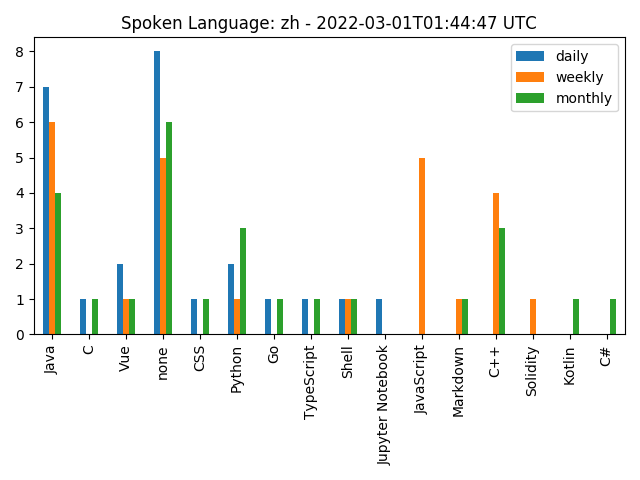 Spoken Language: zh - 2022-03-01T01:44:47 UTC
daily
weekly
monthly
8
7
6
5
4
3
2
1
0
Java
C
Vue
none
CSS
Python
Go
TypeScript
Shell
Jupyter Notebook
JavaScript
Markdown
C++
Solidity
Kotlin
C#